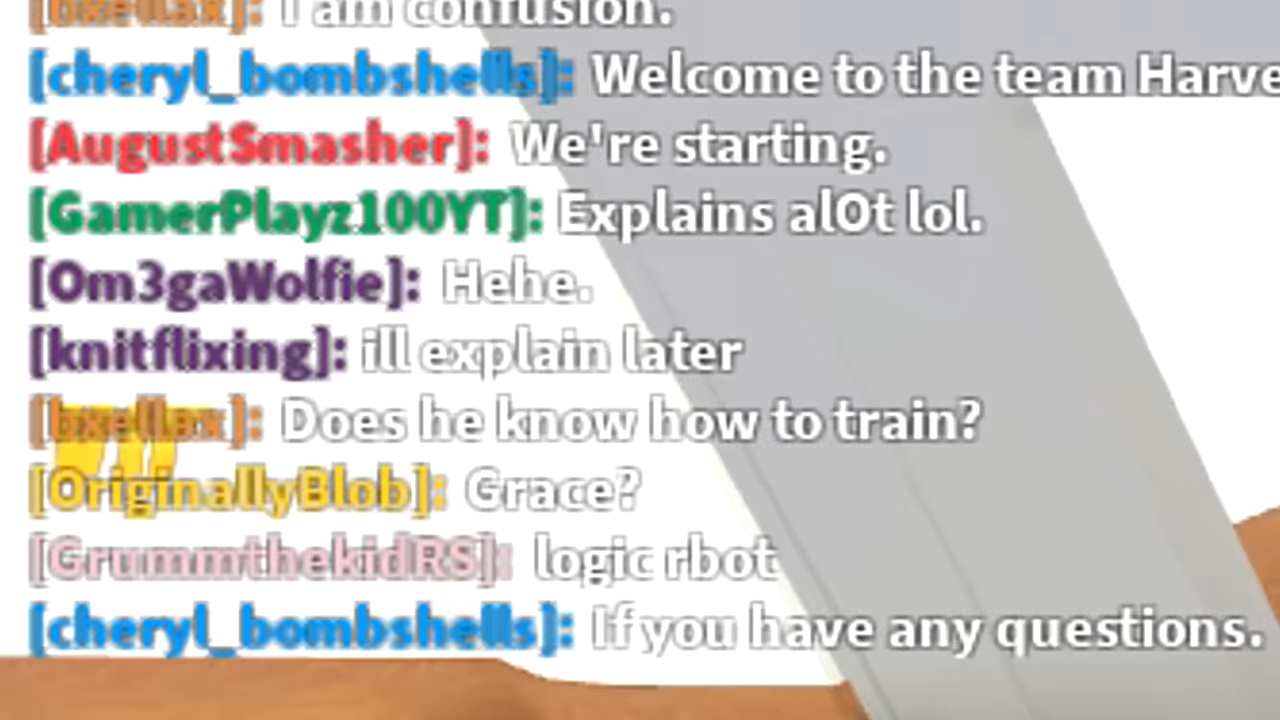 [bxellax]: I am confusion.
[cheryl_bombshells]: Welcome to the team Harve
[AugustSmasher]: We're starting.
[GamerPlayz100YT]: Explains alOt lol.
[Om3gaWolfie]: Hehe.
[knitflixing]: ill explain later
[bxellax]: Does he know how to train?
[OriginallyBlob]: Grace?
[GrummthekidRS]: logic rbot
[cheryl_bombshells]: If you have any questions.